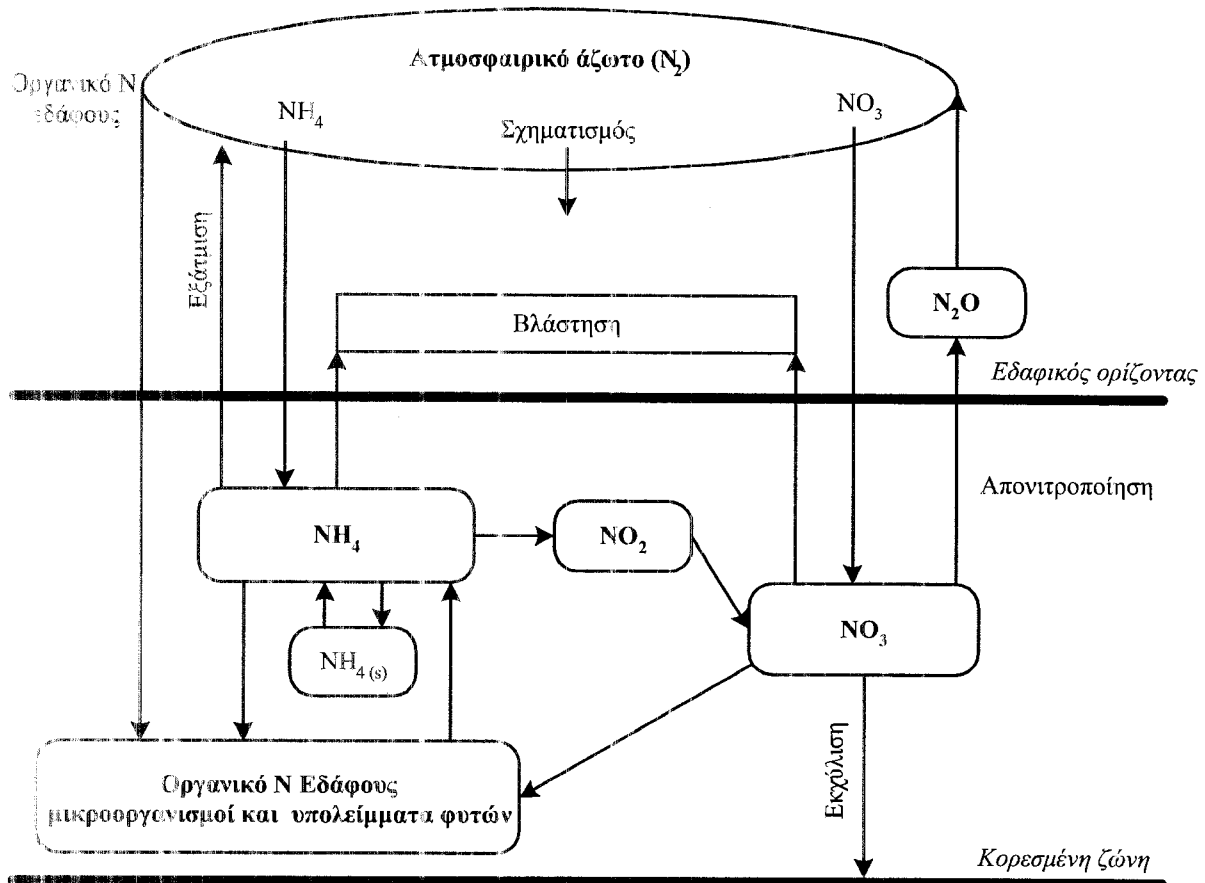 Ατμοσφαιρικό άζωτο (N₂)
Οργανικό N
εδάφους
NH₄
NO₃
Σχηματισμός
Εξάτμιση
N₂O
Βλάστηση
Εδαφικός ορίζοντας
Απονιτροποίηση
NH₄
NO₂
NO₃
NH₄ (s)
Εκχύλιση
Οργανικό N Εδάφους
μικροοργανισμοί και υπολείμματα φυτών
Κορεσμένη ζώνη